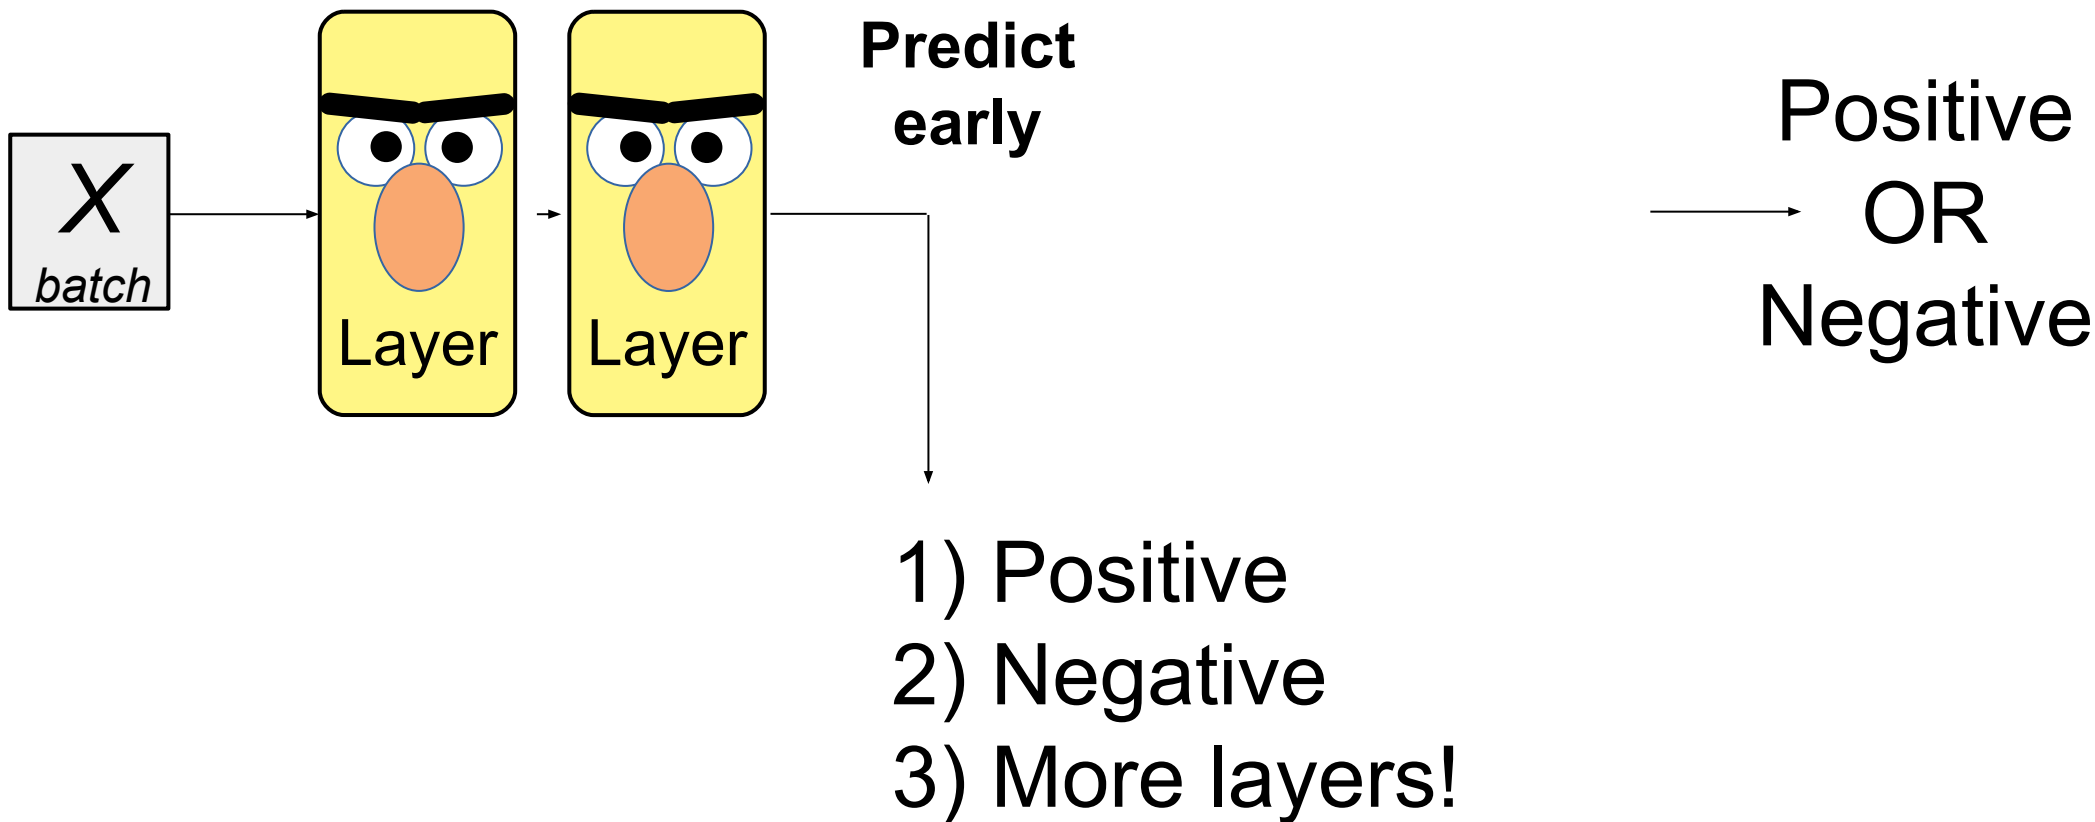 X
batch
Layer
Layer
Predict
early
Positive
OR
Negative
1) Positive
2) Negative
3) More layers!